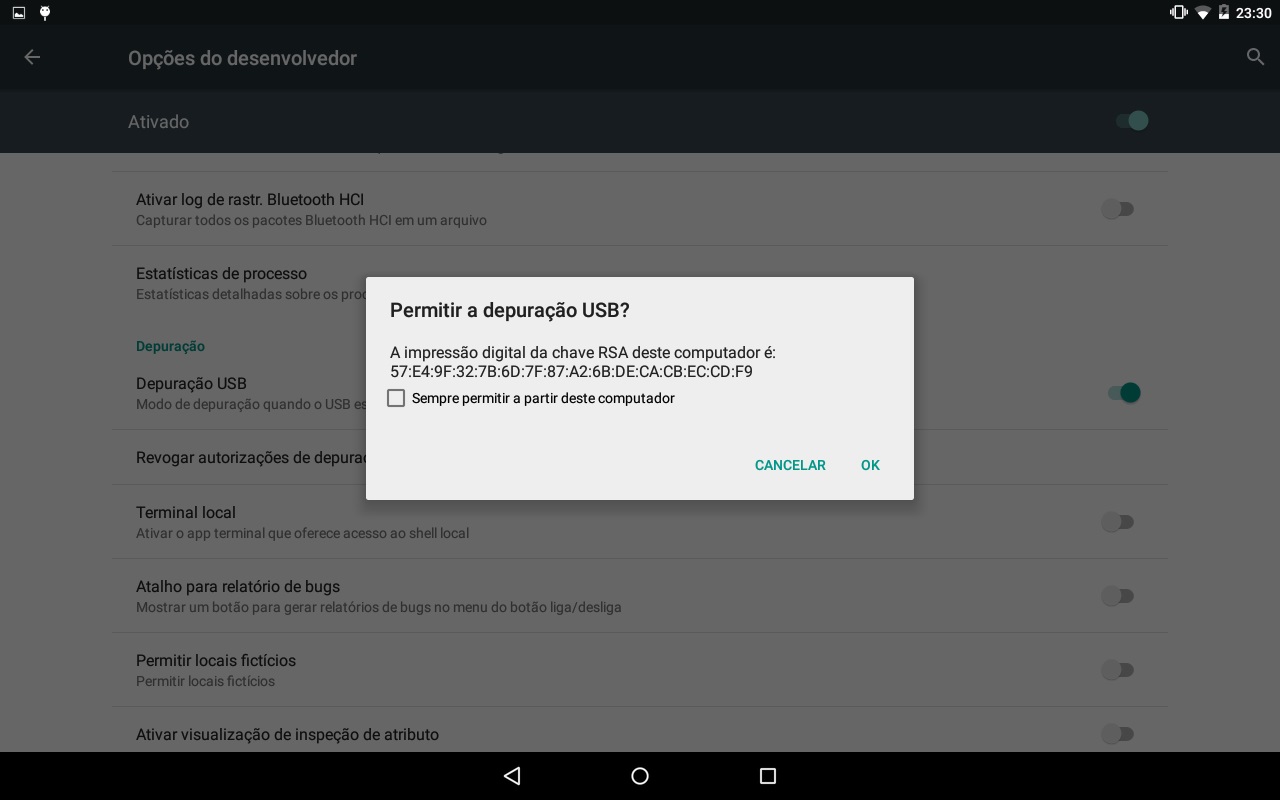 23:30
Opções do desenvolvedor
Ativado
Ativar log de rastr. Bluetooth HCI
Capturar todos os pacotes Bluetooth HCI em um arquivo
Estatísticas de processo
Estatísticas detalhadas sobre os
Permitir a depuração USB?
A impressão digital da chave RSA deste computador é:
57:E4:9F:32:7B:6D:7F:87:A2:6B:DE:CA:CB:EC:CD:F9
Sempre permitir a partir deste computador
CANCELAR OK
Depuração
Depuração USB
Modo de depuração quando o USB
Revogar autorizações de
Terminal local
Ativar o app terminal que oferece acesso ao shell local
Atalho para relatório de bugs
Mostrar um botão para gerar relatórios de bugs no menu do botão liga/desliga
Permitir locais fictícios
Permitir locais fictícios
Ativar visualização de inspeção de atributo